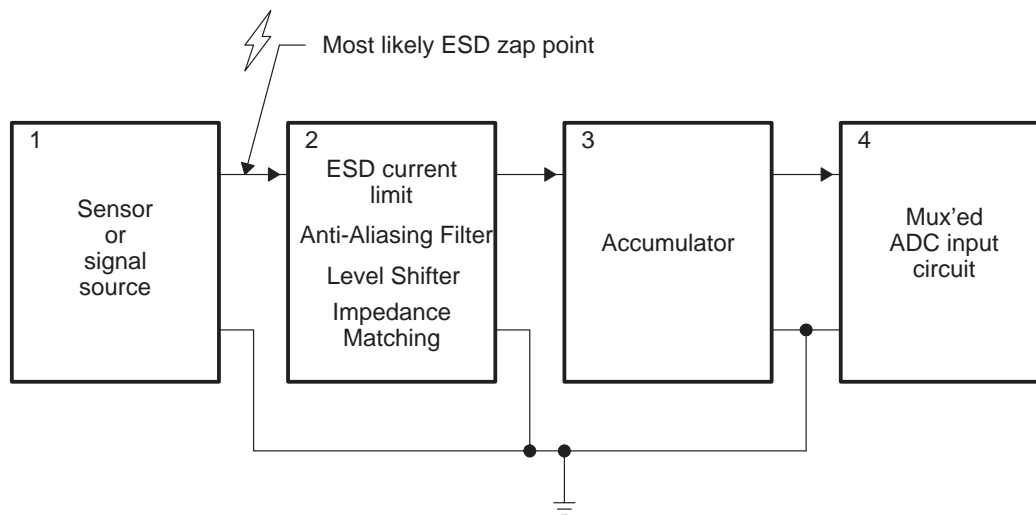 Most likely ESD zap point
1
Sensor
or
signal
source
2
ESD current
limit
Anti-Aliasing Filter
Level Shifter
Impedance
Matching
3
Accumulator
4
Mux'ed
ADC input
circuit